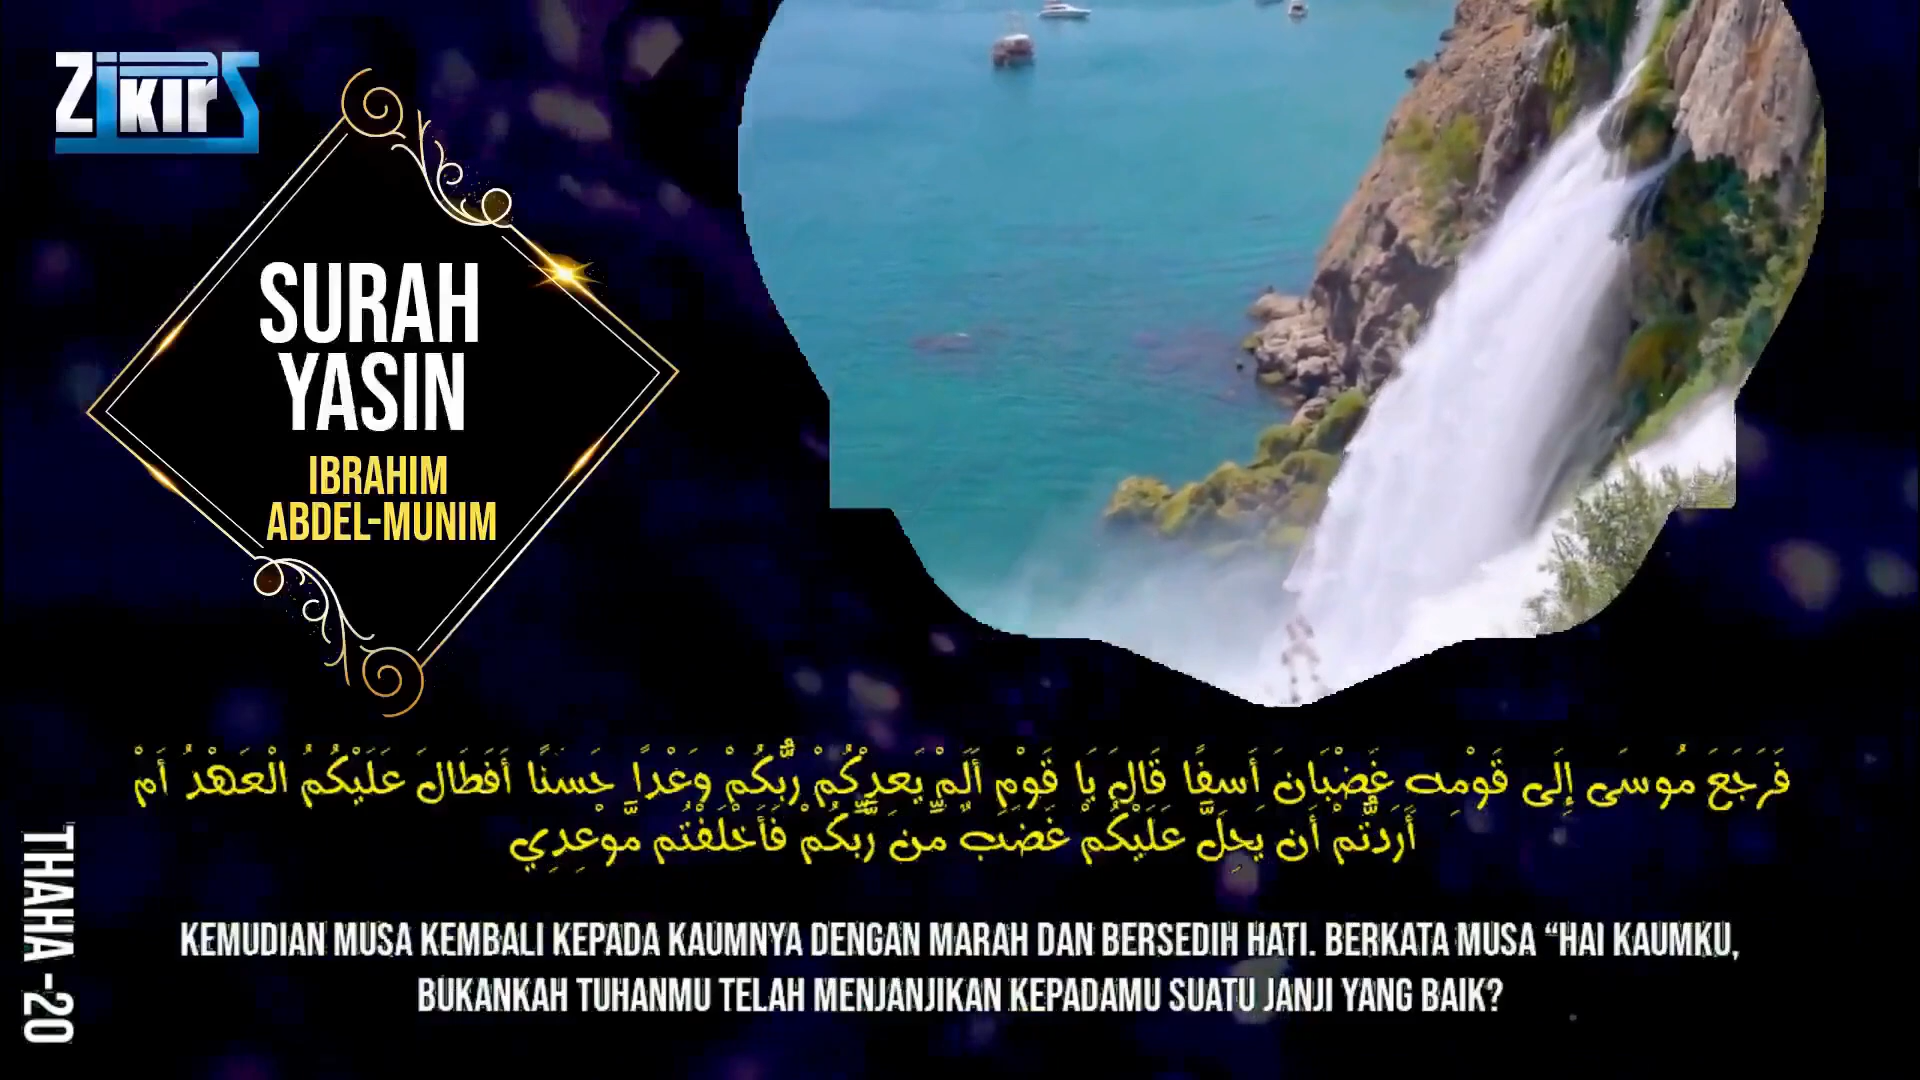 ZikirS
SURAH
YASIN
IBRAHIM
ABDEL-MUNIM
فَرَجَعَ مُوسَى إِلَى قَوْمِهِ غَضْبَانَ أَسِفًا قَالَ يَا قَوْمِ أَلَمْ يَعِدْكُمْ رَبُّكُمْ وَعْدًا حَسَنًا أَفَطَالَ عَلَيْكُمُ الْعَهْدُ أَمْ
أَرَدتُّمْ أَن يَحِلَّ عَلَيْكُمْ غَضَبٌ مِّن رَّبِّكُمْ فَأَخْلَفْتُم مَّوْعِدِي
KEMUDIAN MUSA KEMBALI KEPADA KAUMNYA DENGAN MARAH DAN BERSEDIH HATI. BERKATA MUSA “HAI KAUMKU,
BUKANKAH TUHANMU TELAH MENJANJIKAN KEPADAMU SUATU JANJI YANG BAIK?
THAHA -20